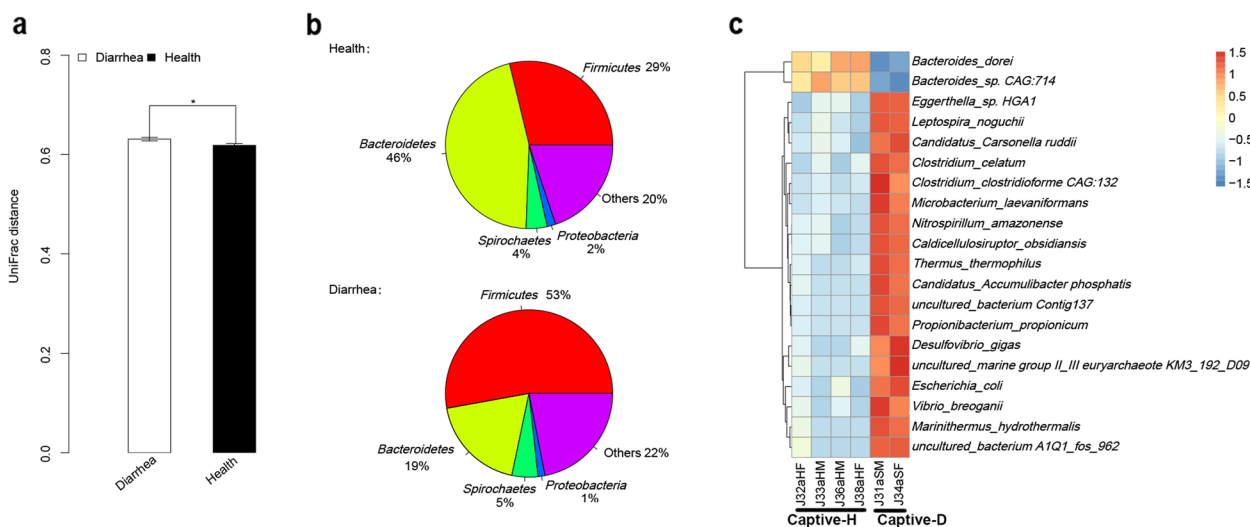 a
Diarrhea Health
*
UniFrac distance
0.8
0.6
0.4
0.2
0.0
Diarrhea
Health
b
Health:
Firmicutes 29%
Bacteroidetes
46%
Others 20%
Proteobacteria
2%
Spirochaetes
4%
Diarrhea:
Firmicutes 53%
Bacteroidetes
19%
Others 22%
Proteobacteria
1%
Spirochaetes
5%
c
Bacteroides_dorei
Bacteroides_sp. CAG:714
Eggerthella_sp. HGA1
Leptospira_noguchii
Candidatus_Carsonella ruddii
Clostridium_celatum
Clostridium_clostridioforme CAG:132
Microbacterium_laevaniformans
Nitrospirillum_amazonense
Caldicellulosiruptor_obsidiansis
Thermus_thermophilus
Candidatus_Accumulibacter phosphatis
uncultured_bacterium Contig137
Propionibacterium_propionicum
Desulfovibrio_gigas
uncultured_marine group II_III euryarchaeote KM3_192_D09
Escherichia_coli
Vibrio_breoganii
Marinithermus_hydrothermalis
uncultured_bacterium A1Q1_fos_962
1.5
1
0.5
0
−0.5
−1
−1.5
J32aHF
J33aHM
J36aHM
J38aHF
J31aSM
J34aSF
Captive-H Captive-D